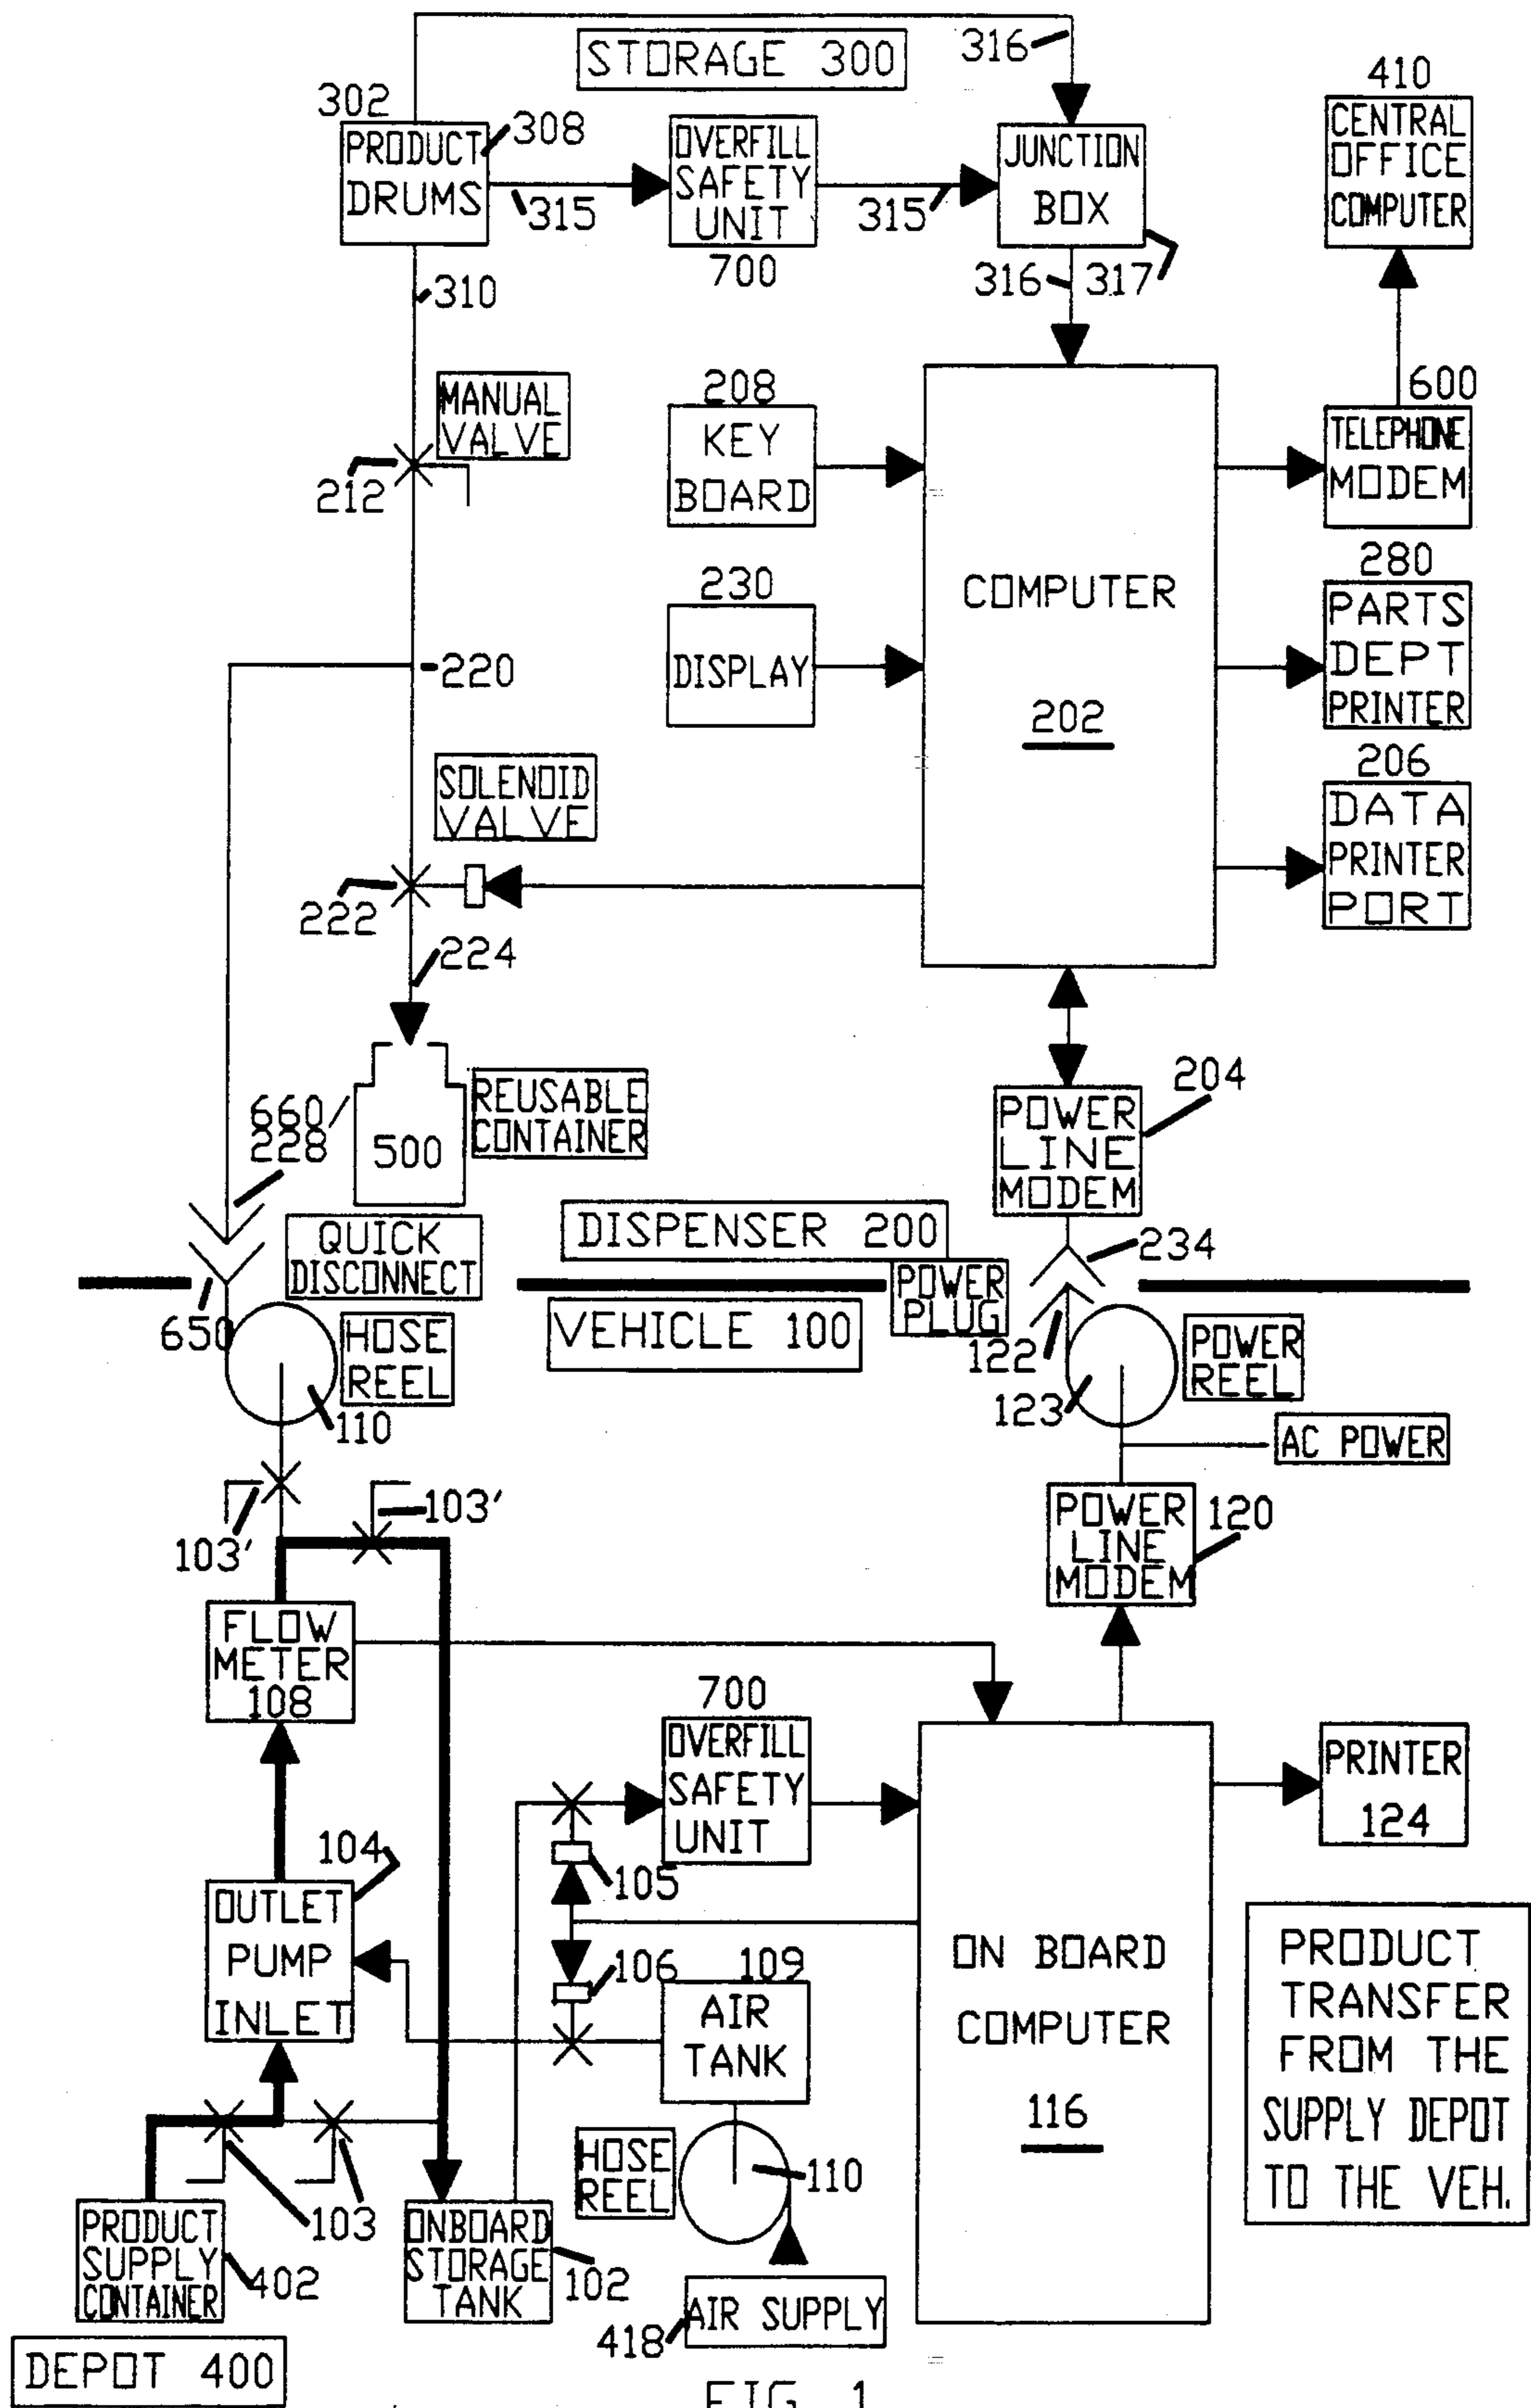 STORAGE 300
316
410
CENTRAL
OFFICE
COMPUTER
302
PRODUCT
DRUMS
308
315
OVERFILL
SAFETY
UNIT
700
315
JUNCTION
BOX
316
317
310
MANUAL
VALVE
212
208
KEY
BOARD
600
TELEPHONE
MODEM
230
DISPLAY
COMPUTER
202
280
PARTS
DEPT
PRINTER
220
206
DATA
PRINTER
PORT
SOLENOID
VALVE
222
224
660
228
500
REUSABLE
CONTAINER
204
POWER
LINE
MODEM
QUICK
DISCONNECT
DISPENSER 200
234
POWER
PLUG
VEHICLE 100
650
HOSE
REEL
110
122
123
POWER
REEL
AC POWER
103'
103'
POWER
LINE
MODEM
120
FLOW
METER
108
700
OVERFILL
SAFETY
UNIT
PRINTER
124
104
OUTLET
PUMP
INLET
105
106
109
AIR
TANK
ON BOARD
COMPUTER
116
PRODUCT
TRANSFER
FROM THE
SUPPLY DEPOT
TO THE VEH.
HOSE
REEL
110
103
PRODUCT
SUPPLY
CONTAINER
402
ONBOARD
STORAGE
TANK
102
AIR SUPPLY
418
DEPOT 400
FIG. 1